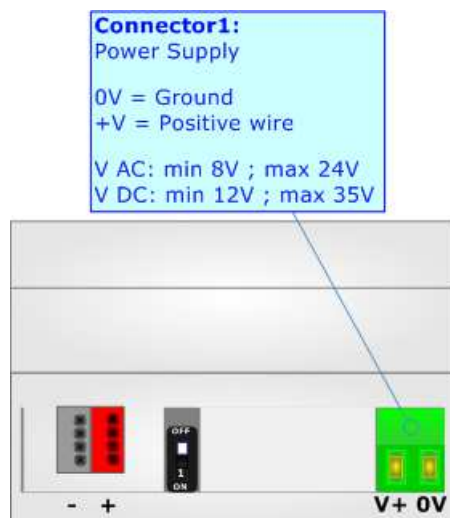 Connector1:
Power Supply
0V = Ground
+V = Positive wire
V AC: min 8V ; max 24V
V DC: min 12V ; max 35V
OFF
1
ON
- +
V+ 0V